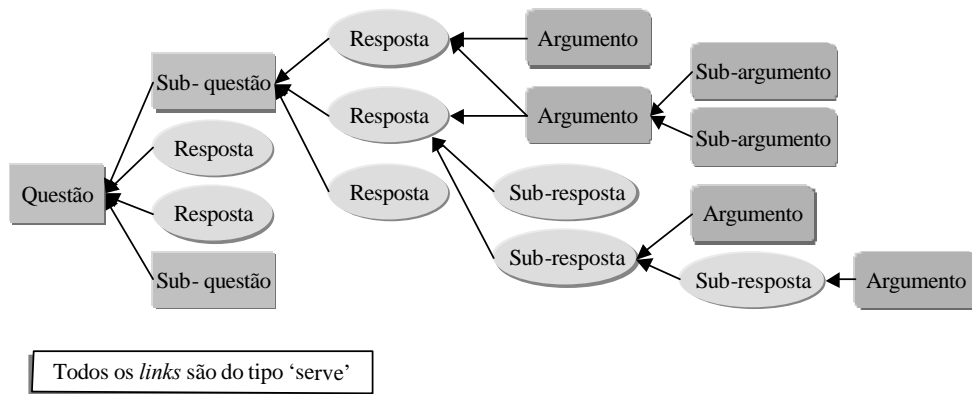 Resposta
Argumento
Sub- questão
Sub-argumento
Resposta
Argumento
Sub-argumento
Resposta
Questão
Resposta
Sub-resposta
Argumento
Resposta
Sub-resposta
Sub- questão
Sub-resposta
Argumento
Todos os links são do tipo ‘serve’